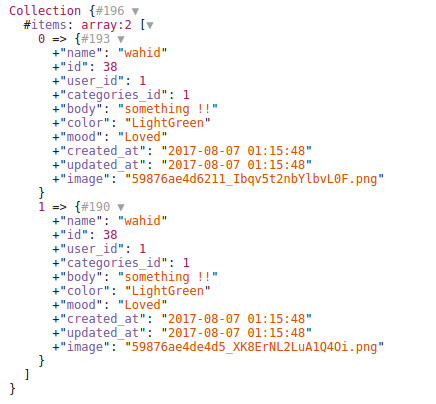 Collection {#196 ▼
  #items: array:2 [▼
    0 => {#193 ▼
      +"name": "wahid"
      +"id": 38
      +"user_id": 1
      +"categories_id": 1
      +"body": "something !!"
      +"color": "LightGreen"
      +"mood": "Loved"
      +"created_at": "2017-08-07 01:15:48"
      +"updated_at": "2017-08-07 01:15:48"
      +"image": "59876ae4d6211_Ibqv5t2nbYlbvL0F.png"
    }
    1 => {#190 ▼
      +"name": "wahid"
      +"id": 38
      +"user_id": 1
      +"categories_id": 1
      +"body": "something !!"
      +"color": "LightGreen"
      +"mood": "Loved"
      +"created_at": "2017-08-07 01:15:48"
      +"updated_at": "2017-08-07 01:15:48"
      +"image": "59876ae4de4d5_XK8ErNL2LuA1Q4Oi.png"
    }
  ]
}